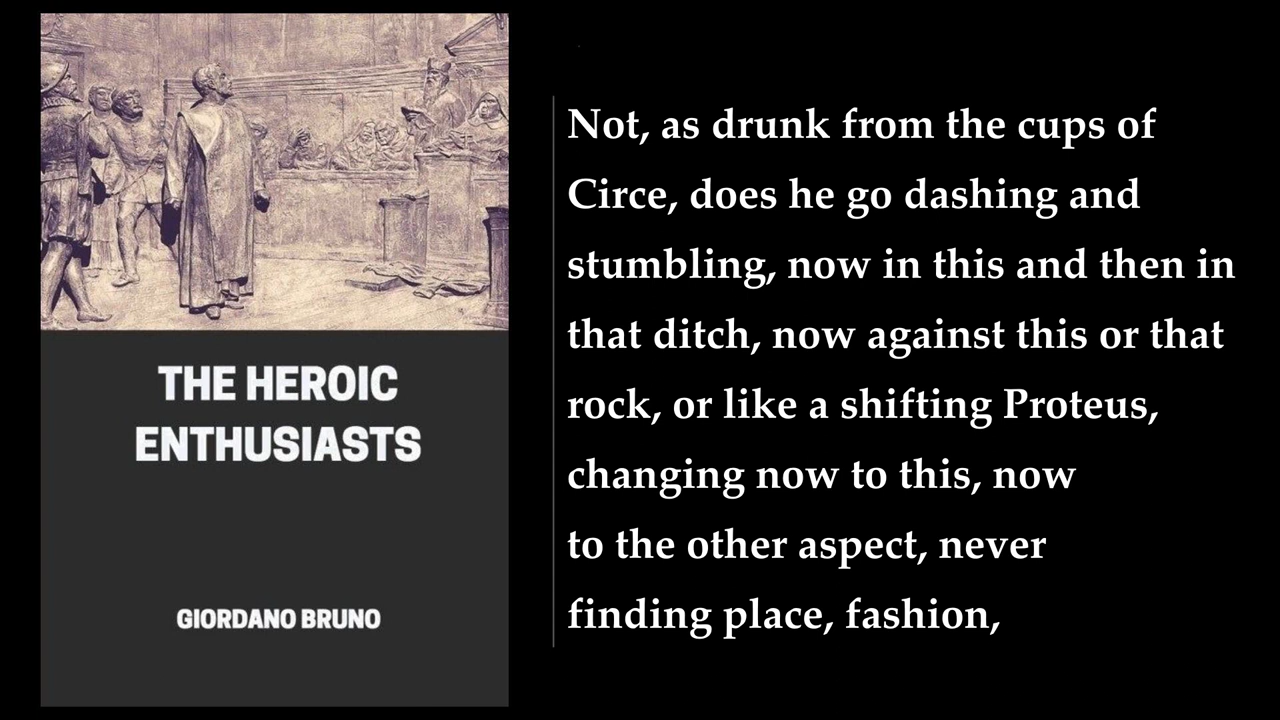 THE HEROIC
ENTHUSIASTS
GIORDANO BRUNO
Not, as drunk from the cups of
Circe, does he go dashing and
stumbling, now in this and then in
that ditch, now against this or that
rock, or like a shifting Proteus,
changing now to this, now
to the other aspect, never
finding place, fashion,